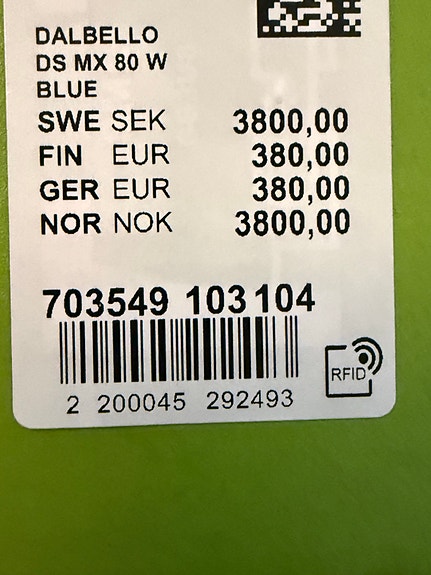 DALBELLO
DS MX 80 W
BLUE
SWE SEK 3800,00
FIN EUR 380,00
GER EUR 380,00
NOR NOK 3800,00
703549 103104
2 200045 292493
RFID